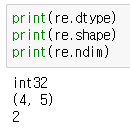 print(re.dtype)
print(re.shape)
print(re.ndim)
int32
(4, 5)
2